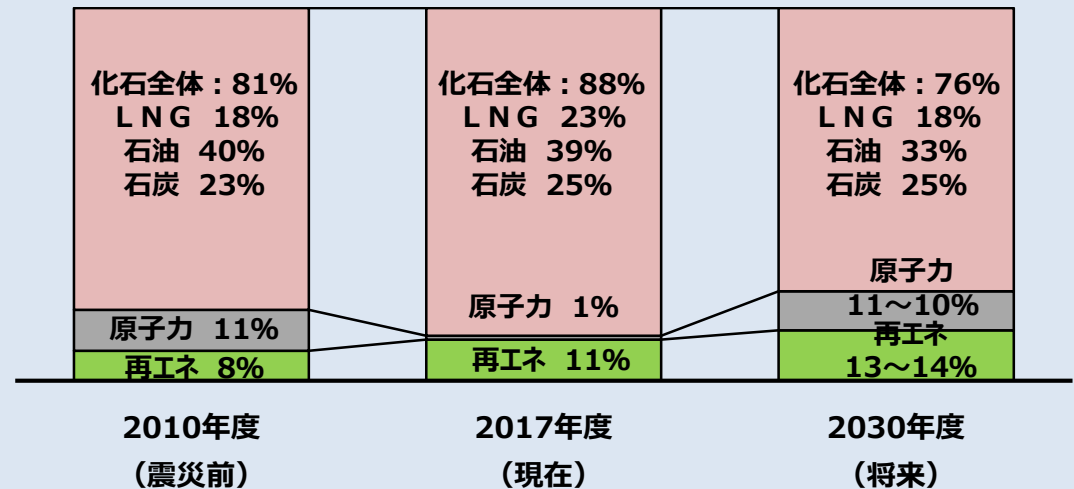 化石全体：81%
ＬＮＧ 18%
石油 40%
石炭 23%
原子力 11%
再エネ 8%
2010年度
（震災前）
化石全体：88%
ＬＮＧ 23%
石油 39%
石炭 25%
原子力 1%
再エネ 11%
2017年度
（現在）
化石全体：76%
ＬＮＧ 18%
石油 33%
石炭 25%
原子力
11～10%
再エネ
13～14%
2030年度
（将来）